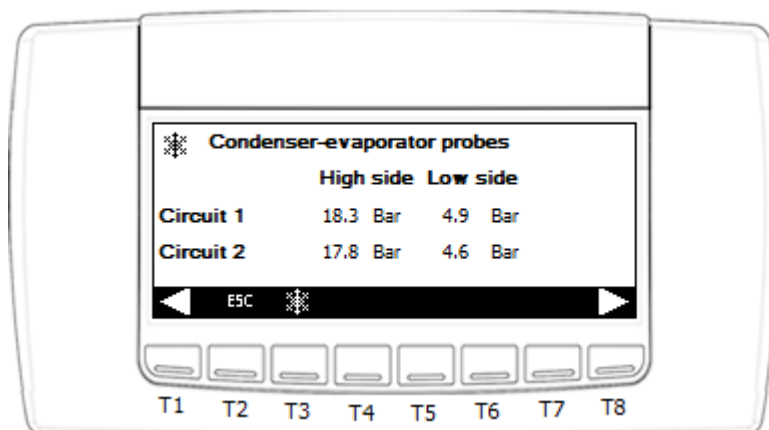 Condenser-evaporator probes
High side Low side
Circuit 1 18.3 Bar 4.9 Bar
Circuit 2 17.8 Bar 4.6 Bar
ESC
T1 T2 T3 T4 T5 T6 T7 T8